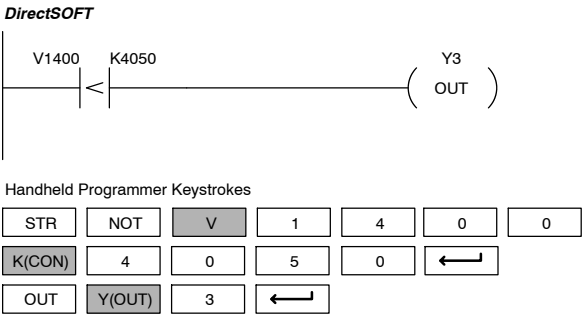 DirectSOFT
V1400 K4050 Y3
< OUT
Handheld Programmer Keystrokes
STR NOT V 1 4 0 0
K(CON) 4 0 5 0
OUT Y(OUT) 3